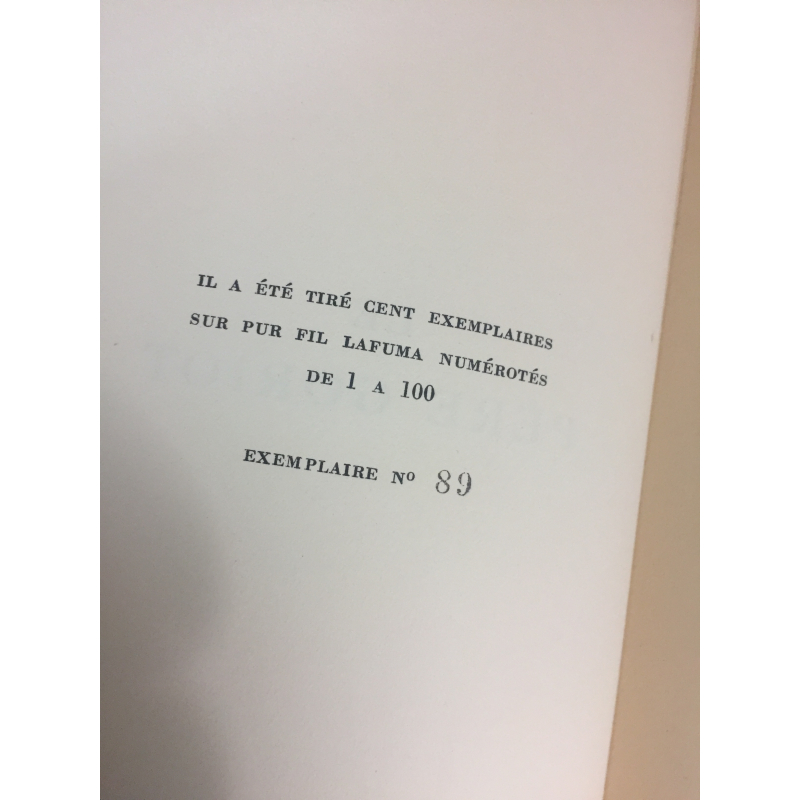 IL A ÉTÉ TIRÉ CENT EXEMPLAIRES
SUR PUR FIL LAFUMA NUMÉROTÉS
DE 1 A 100
EXEMPLAIRE Nº 89